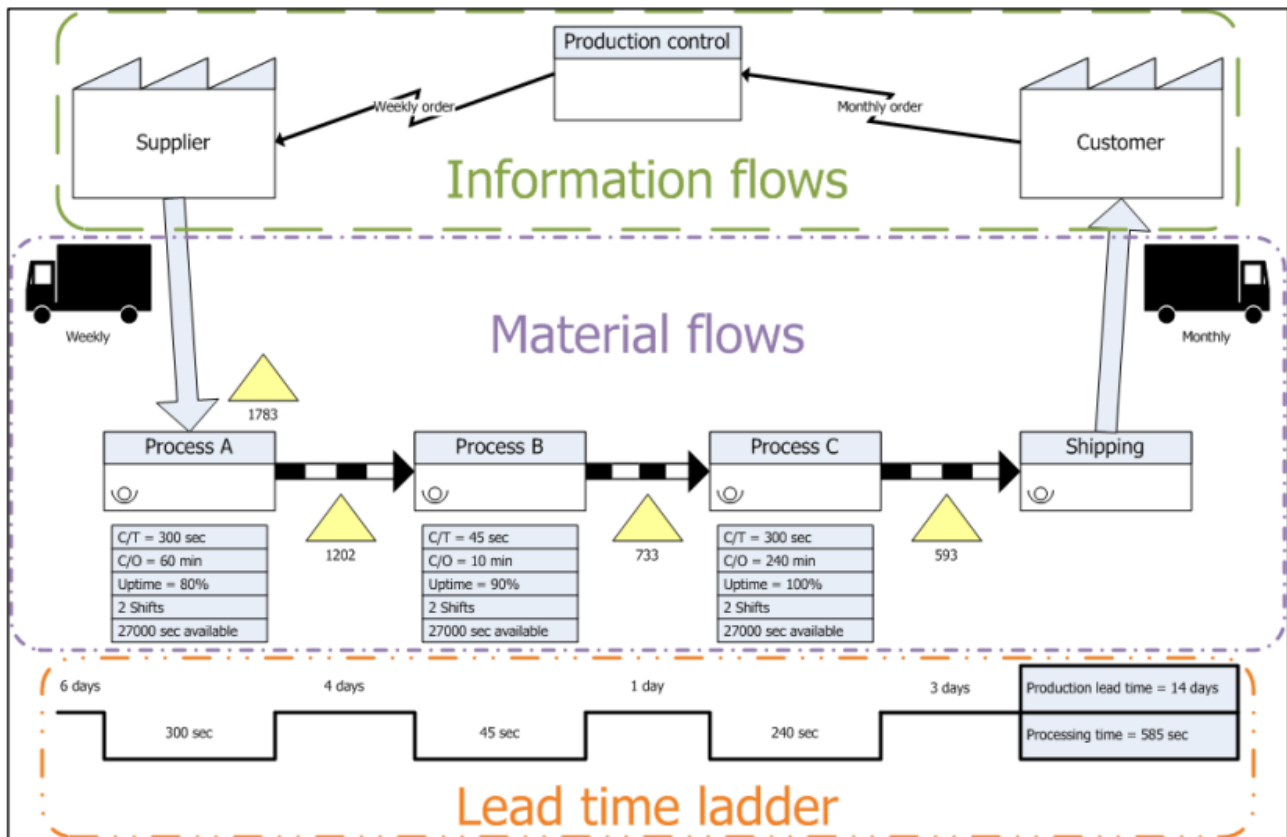 Production control
Weekly order
Monthly order
Supplier
Customer
Information flows
Weekly
Material flows
Monthly
1783
Process A
Process B
Process C
Shipping
1202
733
593
C/T = 300 sec
C/O = 60 min
Uptime = 80%
2 Shifts
27000 sec available
C/T = 45 sec
C/O = 10 min
Uptime = 90%
2 Shifts
27000 sec available
C/T = 300 sec
C/O = 240 min
Uptime = 100%
2 Shifts
27000 sec available
6 days
4 days
1 day
3 days
Production lead time = 14 days
300 sec
45 sec
240 sec
Processing time = 585 sec
Lead time ladder